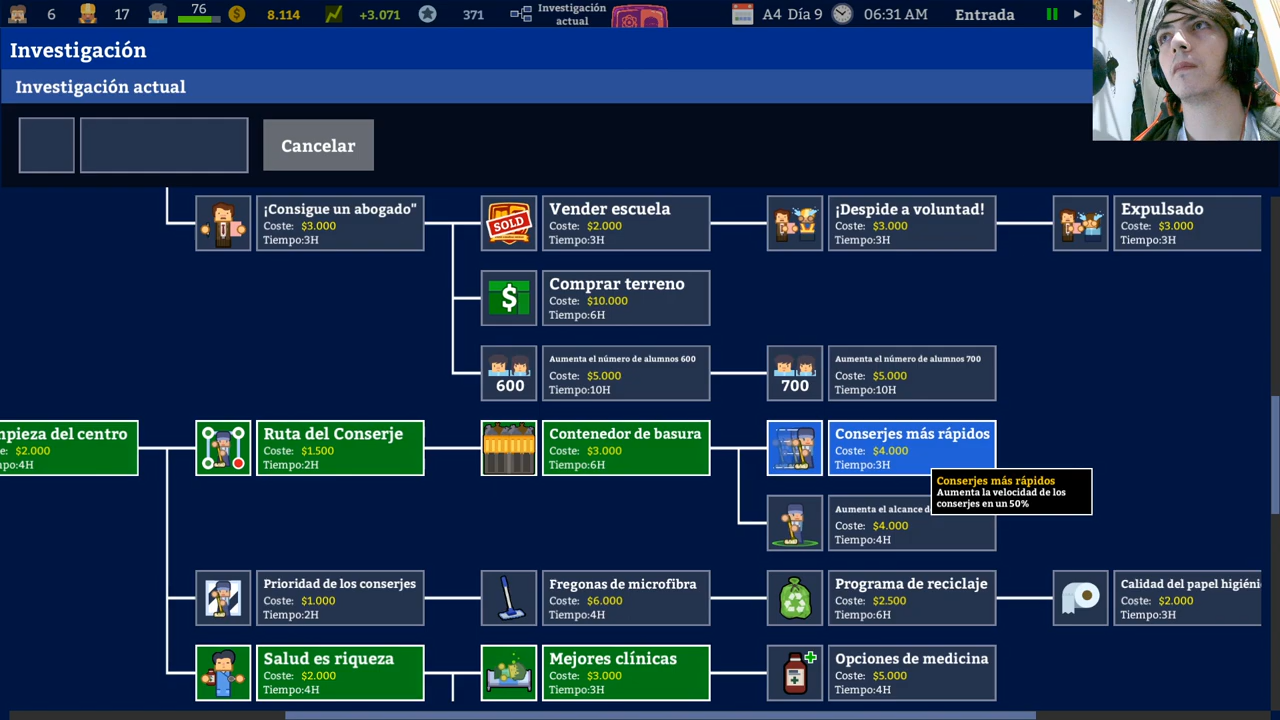 6 17 76 8.114 +3.071 371 Investigación actual A4 Día 9 06:31 AM Entrada
Investigación
Investigación actual
Cancelar
¡Consigue un abogado"
Coste: $3.000
Tiempo:3H
Vender escuela
Coste: $2.000
Tiempo:3H
¡Despide a voluntad!
Coste: $3.000
Tiempo:3H
Expulsado
Coste: $3.000
Tiempo:3H
SOLD
$
Comprar terreno
Coste: $10.000
Tiempo:6H
600
Aumenta el número de alumnos 600
Coste: $5.000
Tiempo:10H
700
Aumenta el número de alumnos 700
Coste: $5.000
Tiempo:10H
mpieza del centro
e: $2.000
po:4H
Ruta del Conserje
Coste: $1.500
Tiempo:2H
Contenedor de basura
Coste: $3.000
Tiempo:6H
Conserjes más rápidos
Coste: $4.000
Tiempo:3H
Conserjes más rápidos
Aumenta la velocidad de los
conserjes en un 50%
Aumenta el alcance d
Coste: $4.000
Tiempo:4H
Prioridad de los conserjes
Coste: $1.000
Tiempo:2H
Fregonas de microfibra
Coste: $6.000
Tiempo:4H
Programa de reciclaje
Coste: $2.500
Tiempo:6H
Calidad del papel higiéni
Coste: $2.000
Tiempo:3H
Salud es riqueza
Coste: $2.000
Tiempo:4H
Mejores clínicas
Coste: $3.000
Tiempo:3H
Opciones de medicina
Coste: $5.000
Tiempo:4H